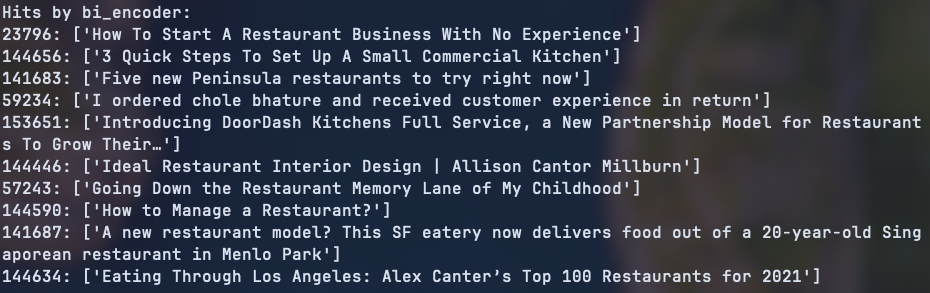 Hits by bi_encoder:
23796: ['How To Start A Restaurant Business With No Experience']
144656: ['3 Quick Steps To Set Up A Small Commercial Kitchen']
141683: ['Five new Peninsula restaurants to try right now']
59234: ['I ordered chole bhature and received customer experience in return']
153651: ['Introducing DoorDash Kitchens Full Service, a New Partnership Model for Restaurant
s To Grow Their…']
144446: ['Ideal Restaurant Interior Design | Allison Cantor Millburn']
57243: ['Going Down the Restaurant Memory Lane of My Childhood']
144590: ['How to Manage a Restaurant?']
141687: ['A new restaurant model? This SF eatery now delivers food out of a 20-year-old Sing
aporean restaurant in Menlo Park']
144634: ['Eating Through Los Angeles: Alex Canter’s Top 100 Restaurants for 2021']